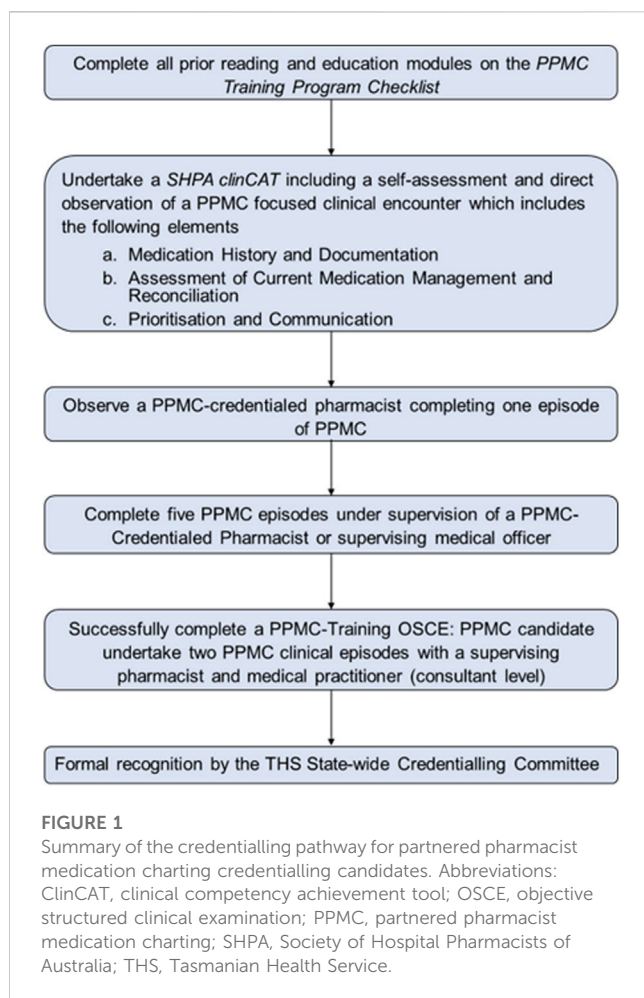 Complete all prior reading and education modules on the PPMC
Training Program Checklist
Undertake a SHPA clinCAT including a self-assessment and direct
observation of a PPMC focused clinical encounter which includes
the following elements
a. Medication History and Documentation
b. Assessment of Current Medication Management and
Reconciliation
c. Prioritisation and Communication
Observe a PPMC-credentialed pharmacist completing one episode
of PPMC
Complete five PPMC episodes under supervision of a PPMC-
Credentialed Pharmacist or supervising medical officer
Successfully complete a PPMC-Training OSCE: PPMC candidate
undertake two PPMC clinical episodes with a supervising
pharmacist and medical practitioner (consultant level)
Formal recognition by the THS State-wide Credentialling Committee
FIGURE 1
Summary of the credentialling pathway for partnered pharmacist
medication charting credentialling candidates. Abbreviations:
ClinCAT, clinical competency achievement tool; OSCE, objective
structured clinical examination; PPMC, partnered pharmacist
medication charting; SHPA, Society of Hospital Pharmacists of
Australia; THS, Tasmanian Health Service.